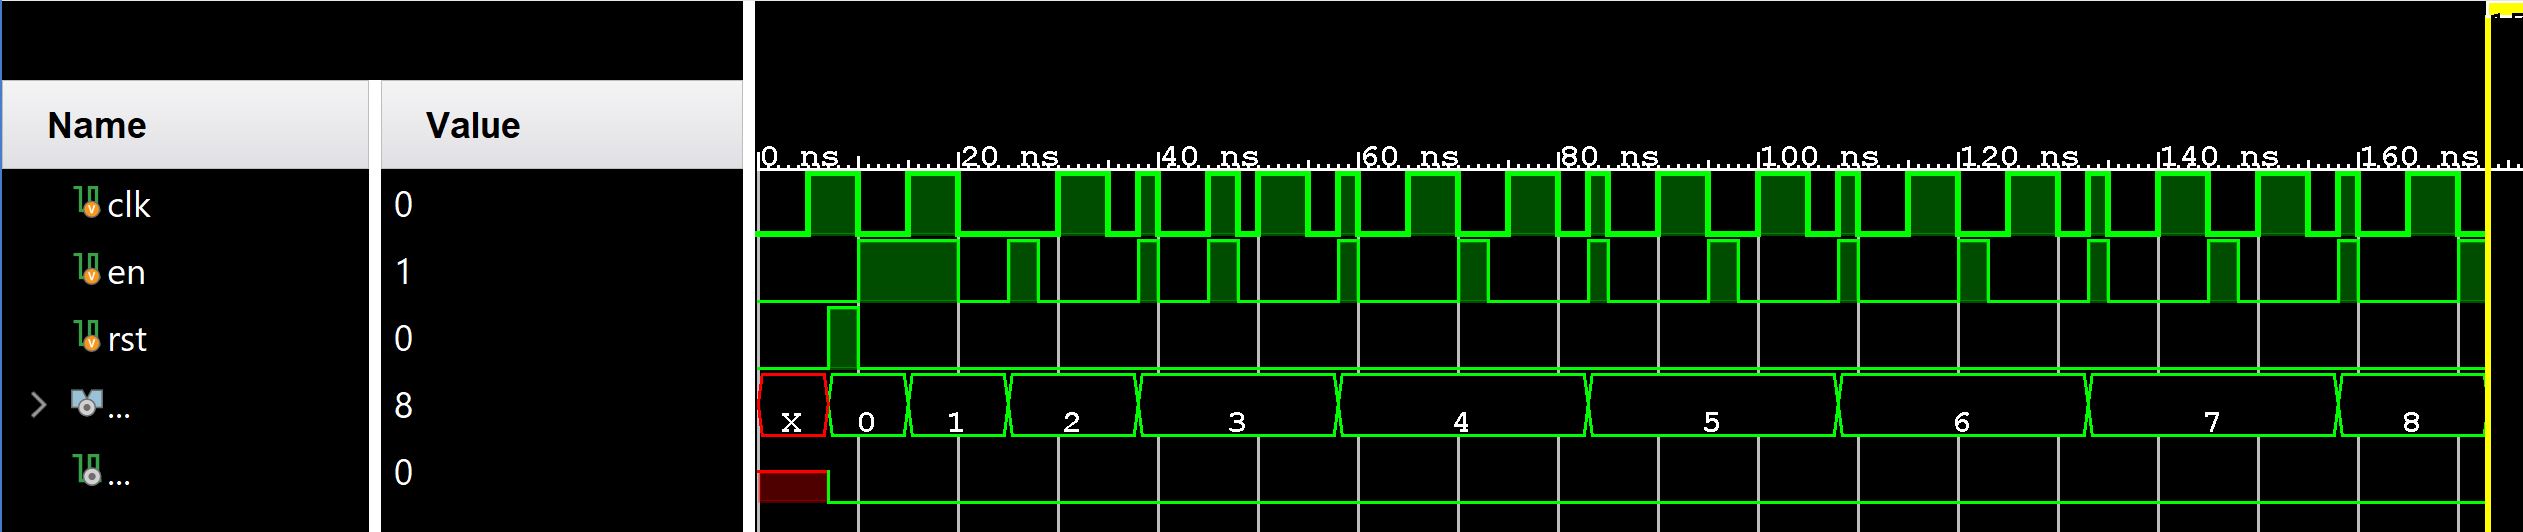 Name Value
0 ns 20 ns 40 ns 60 ns 80 ns 100 ns 120 ns 140 ns 160 ns
clk 0
en 1
rst 0
... 8 X 0 1 2 3 4 5 6 7 8
... 0